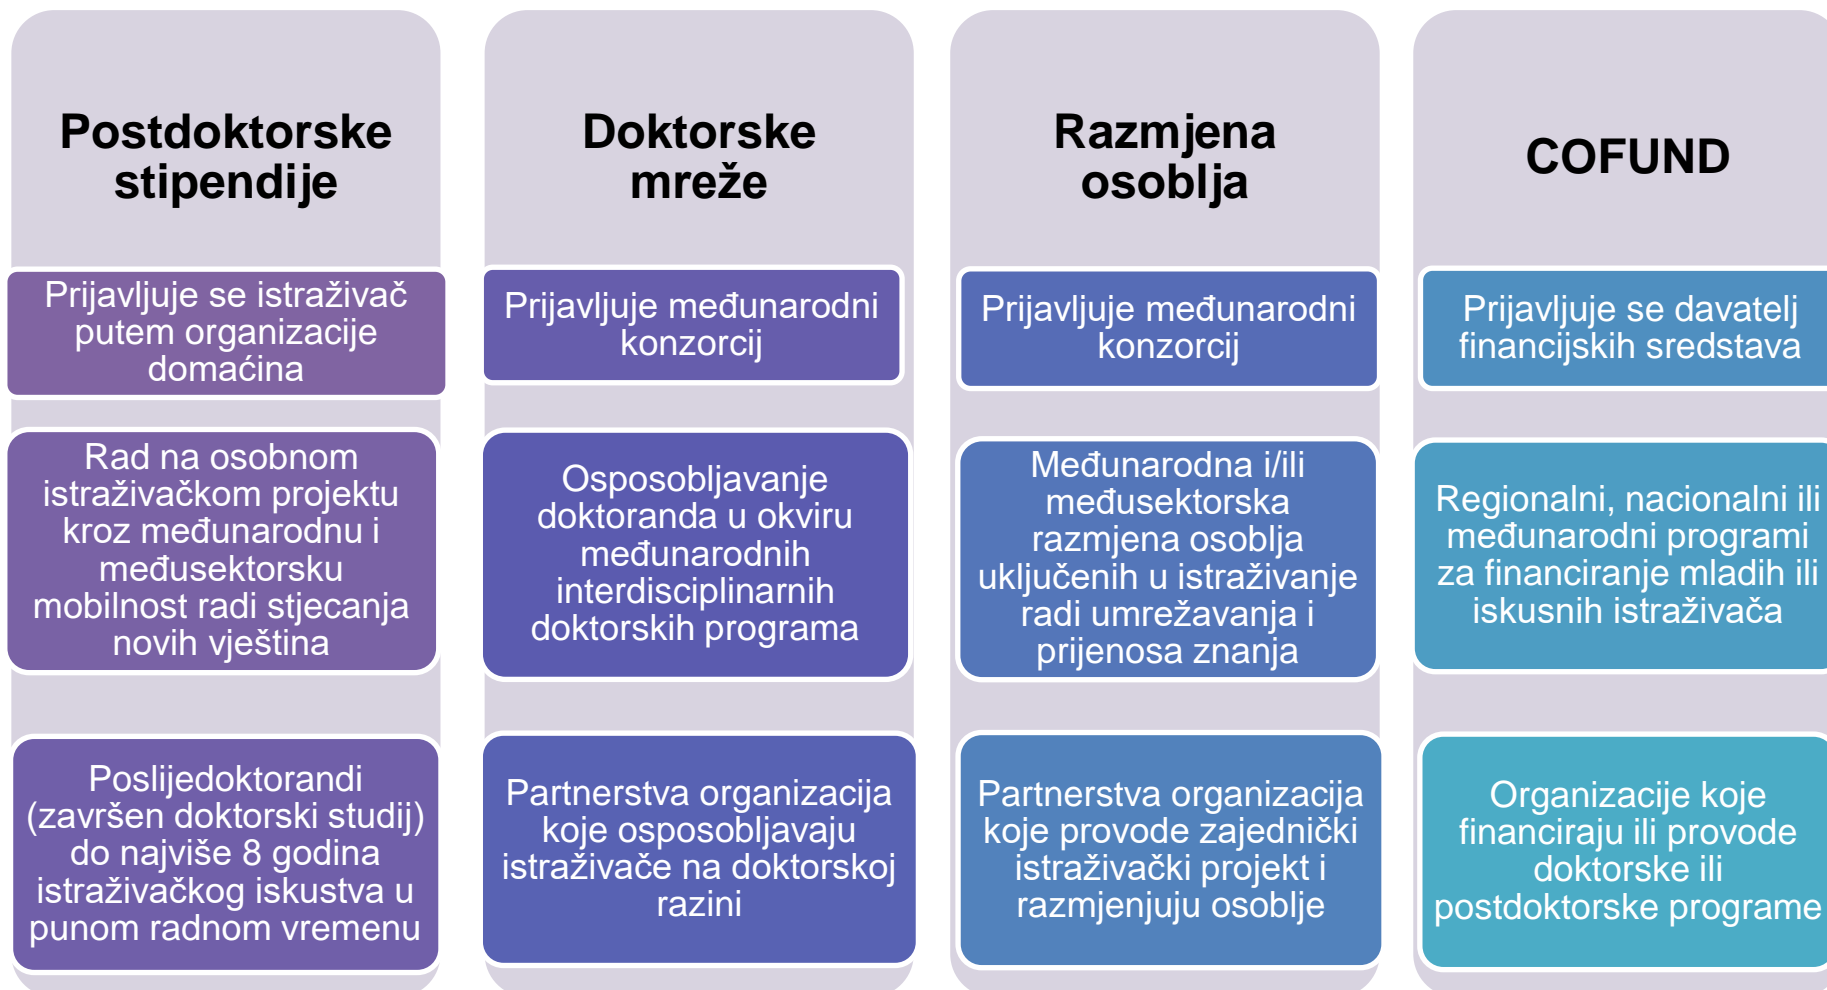 Postdoktorske
stipendije
Prijavljuje se istraživač
putem organizacije
domaćina
Rad na osobnom
istraživačkom projektu
kroz međunarodnu i
međusektorsku
mobilnost radi stjecanja
novih vještina
Poslijedoktorandi
(završen doktorski studij)
do najviše 8 godina
istraživačkog iskustva u
punom radnom vremenu
Doktorske
mreže
Prijavljuje međunarodni
konzorcij
Osposobljavanje
doktoranda u okviru
međunarodnih
interdisciplinarnih
doktorskih programa
Partnerstva organizacija
koje osposobljavaju
istraživače na doktorskoj
razini
Razmjena
osoblja
Prijavljuje međunarodni
konzorcij
Međunarodna i/ili
međusektorska
razmjena osoblja
uključenih u istraživanje
radi umrežavanja i
prijenosa znanja
Partnerstva organizacija
koje provode zajednički
istraživački projekt i
razmjenjuju osoblje
COFUND
Prijavljuje se davatelj
financijskih sredstava
Regionalni, nacionalni ili
međunarodni programi
za financiranje mladih ili
iskusnih istraživača
Organizacije koje
financiraju ili provode
doktorske ili
postdoktorske programe